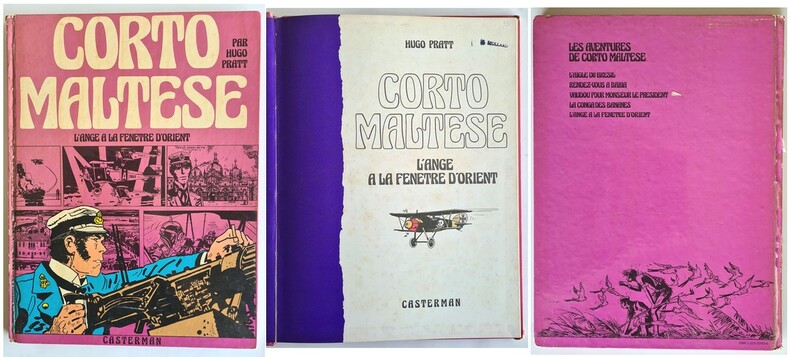 CORTO
MALTESE
PAR
HUGO
PRATT
L'ANGE A LA FENETRE D'ORIENT
CASTERMAN
HUGO PRATT
CORTO
MALTESE
L'ANGE
A LA FENETRE D'ORIENT
CASTERMAN
LES AVENTURES
DE CORTO MALTESE
L'AIGLE DU BRESIL
RENDEZ-VOUS A BAHIA
VAUDOU POUR MONSIEUR LE PRESIDENT
LA CONGA DES BANANES
L'ANGE A LA FENETRE D'ORIENT